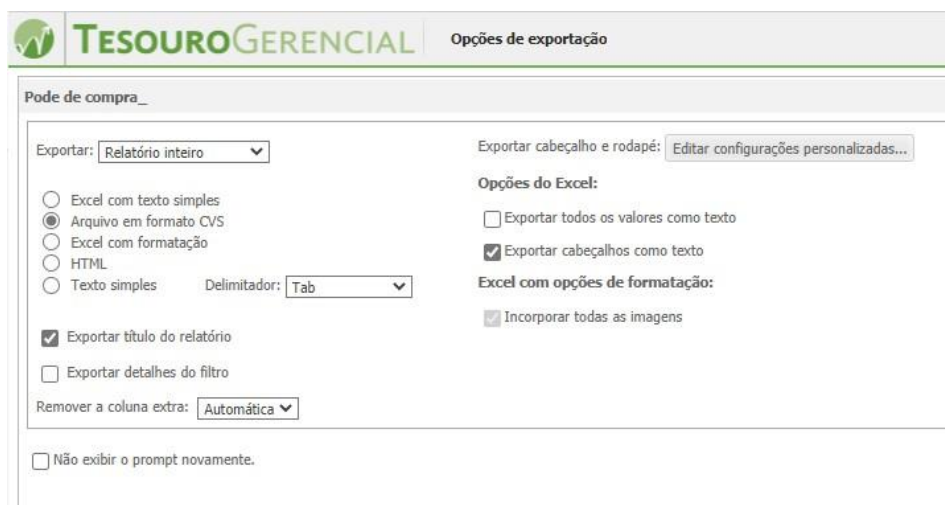 TESOUROGERENCIAL Opções de exportação
Pode de compra_
Exportar: Relatório inteiro
Excel com texto simples
Arquivo em formato CVS
Excel com formatação
HTML
Texto simples Delimitador: Tab
Exportar título do relatório
Exportar detalhes do filtro
Remover a coluna extra: Automática
Exportar cabeçalho e rodapé: Editar configurações personalizadas...
Opções do Excel:
Exportar todos os valores como texto
Exportar cabeçalhos como texto
Excel com opções de formatação:
Incorporar todas as imagens
Não exibir o prompt novamente.